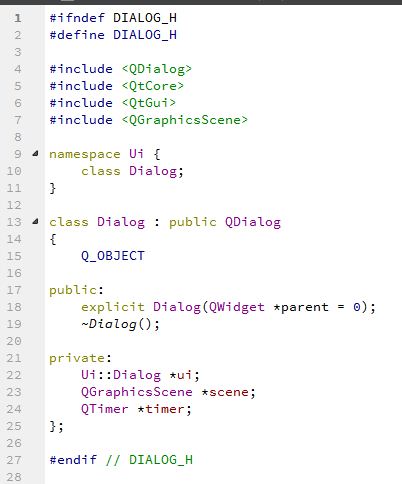 1 #ifndef DIALOG_H
2 #define DIALOG_H
3
4 #include <QDialog>
5 #include <QtCore>
6 #include <QtGui>
7 #include <QGraphicsScene>
8
9 namespace Ui {
10     class Dialog;
11 }
12
13 class Dialog : public QDialog
14 {
15     Q_OBJECT
16
17 public:
18     explicit Dialog(QWidget *parent = 0);
19     ~Dialog();
20
21 private:
22     Ui::Dialog *ui;
23     QGraphicsScene *scene;
24     QTimer *timer;
25 };
26
27 #endif // DIALOG_H
28